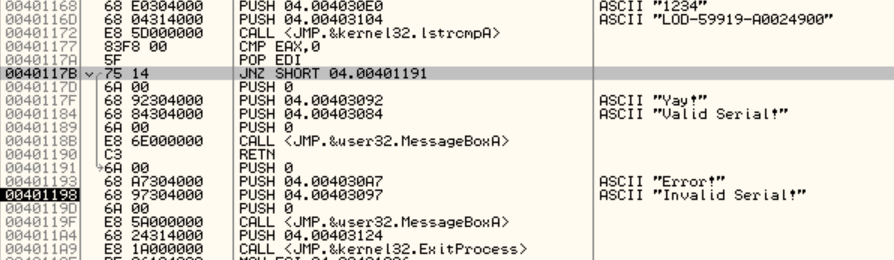 00401168 68 E0304000 PUSH 04.004030E0 ASCII "1234"
0040116D 68 04314000 PUSH 04.00403104 ASCII "LOD-59919-A0024900"
00401172 E8 5D000000 CALL <JMP.&kernel32.lstrcmpA>
00401177 83F8 00 CMP EAX,0
0040117A 5F POP EDI
0040117B 75 14 JNZ SHORT 04.00401191
0040117D 6A 00 PUSH 0
0040117F 68 92304000 PUSH 04.00403092 ASCII "Yay!"
00401184 68 84304000 PUSH 04.00403084 ASCII "Valid Serial!"
00401189 6A 00 PUSH 0
0040118B E8 6E000000 CALL <JMP.&user32.MessageBoxA>
00401190 C3 RETN
00401191 6A 00 PUSH 0
00401193 68 A7304000 PUSH 04.004030A7 ASCII "Error!"
00401198 68 97304000 PUSH 04.00403097 ASCII "Invalid Serial!"
0040119D 6A 00 PUSH 0
0040119F E8 5A000000 CALL <JMP.&user32.MessageBoxA>
004011A4 68 24314000 PUSH 04.00403124
004011A9 E8 1A000000 CALL <JMP.&kernel32.ExitProcess>